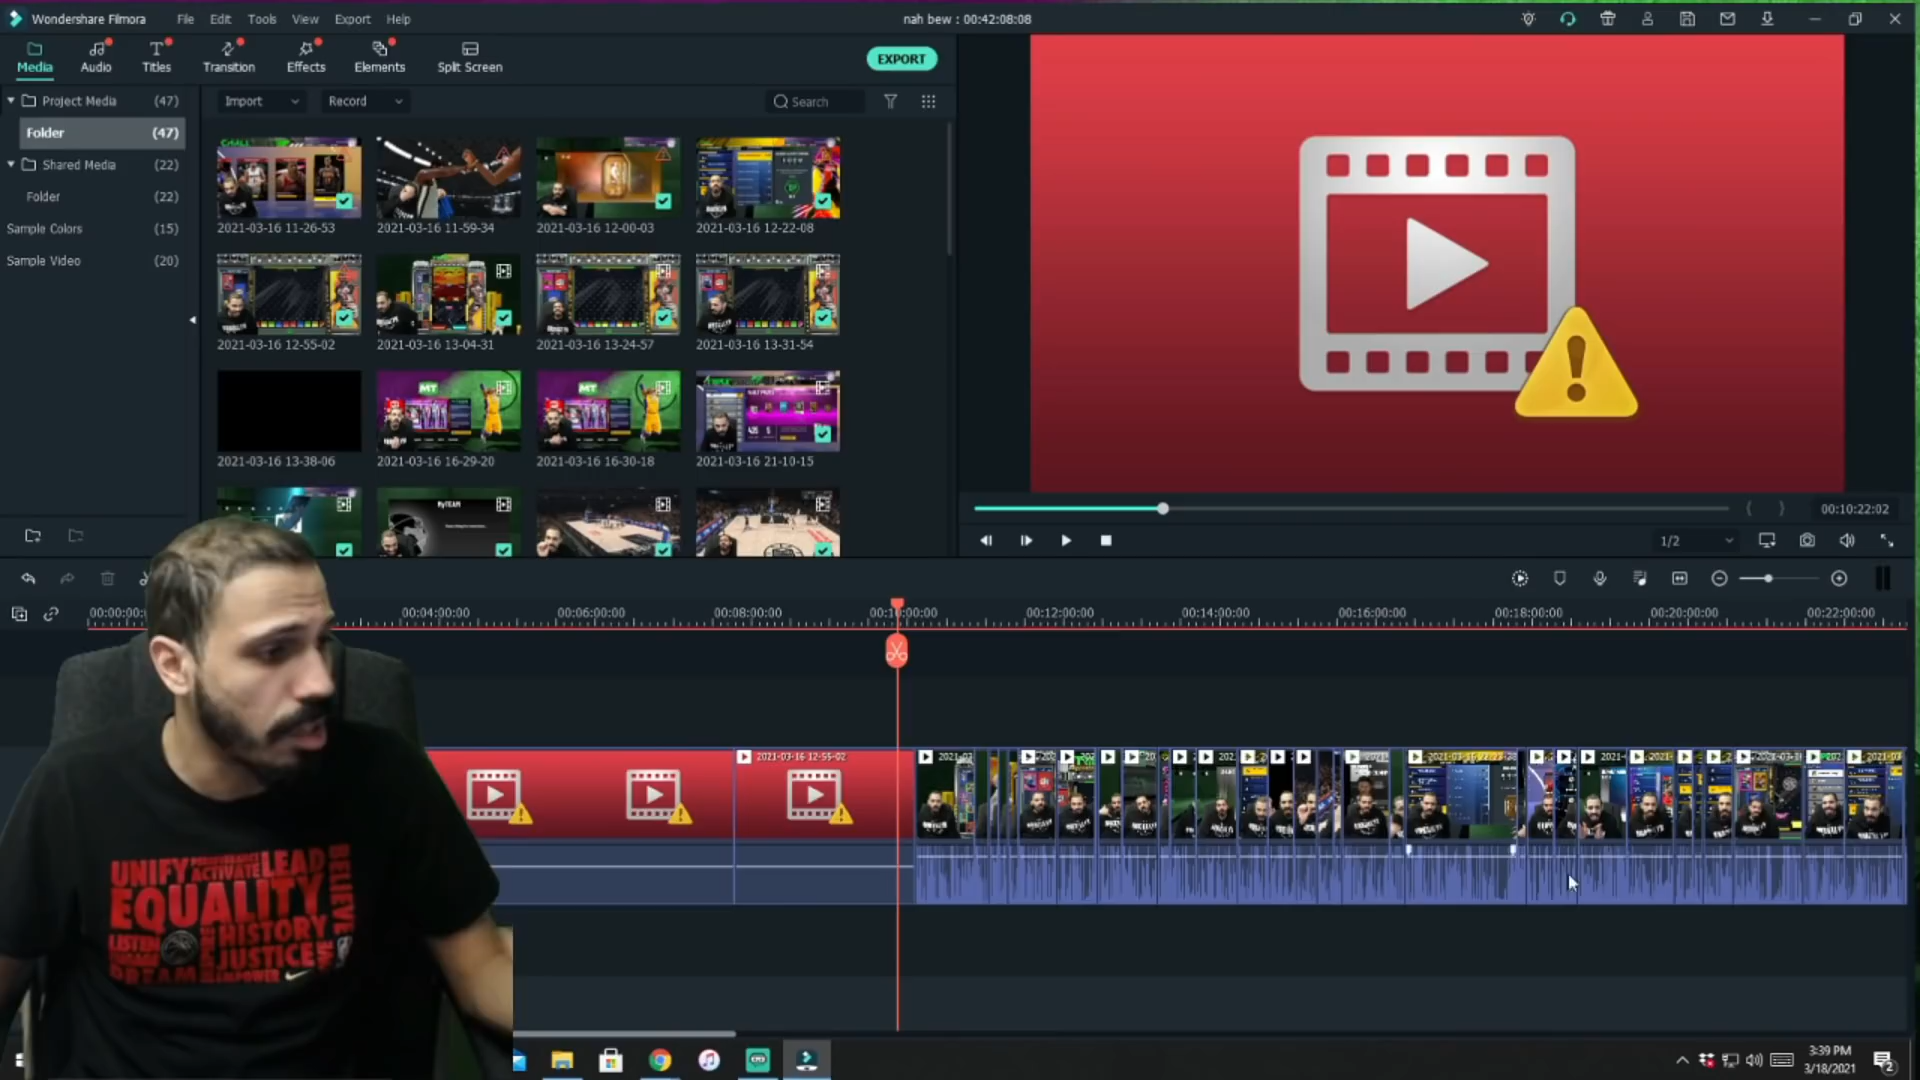 Wondershare Filmora File Edit Tools View Export Help nah bew : 00:42:08:08
Media Audio Titles Transition Effects Elements Split Screen EXPORT
Project Media (47)
Folder (47)
Shared Media (22)
Folder (22)
Sample Colors (15)
Sample Video (20)
Import Record Search
2021-03-16 11-26-53 2021-03-16 11-59-34 2021-03-16 12-00-03 2021-03-16 12-22-08
2021-03-16 12-55-02 2021-03-16 13-04-31 2021-03-16 13-24-57 2021-03-16 13-31-54
2021-03-16 13-38-06 2021-03-16 16-29-20 2021-03-16 16-30-18 2021-03-16 21-10-15
00:10:22:02
1/2
00:00:00:0 00:04:00:00 00:06:00:00 00:08:00:00 00:10:00:00 00:12:00:00 00:14:00:00 00:16:00:00 00:18:00:00 00:20:00:00 00:22:00:00
2021-03-16 12-55-02
UNIFY LEAD
ACTIVATE
EQUALITY
BELIEVE
LISTEN HISTORY
JUSTICE
DREAM EMPOWER
3:39 PM
3/18/2021
2